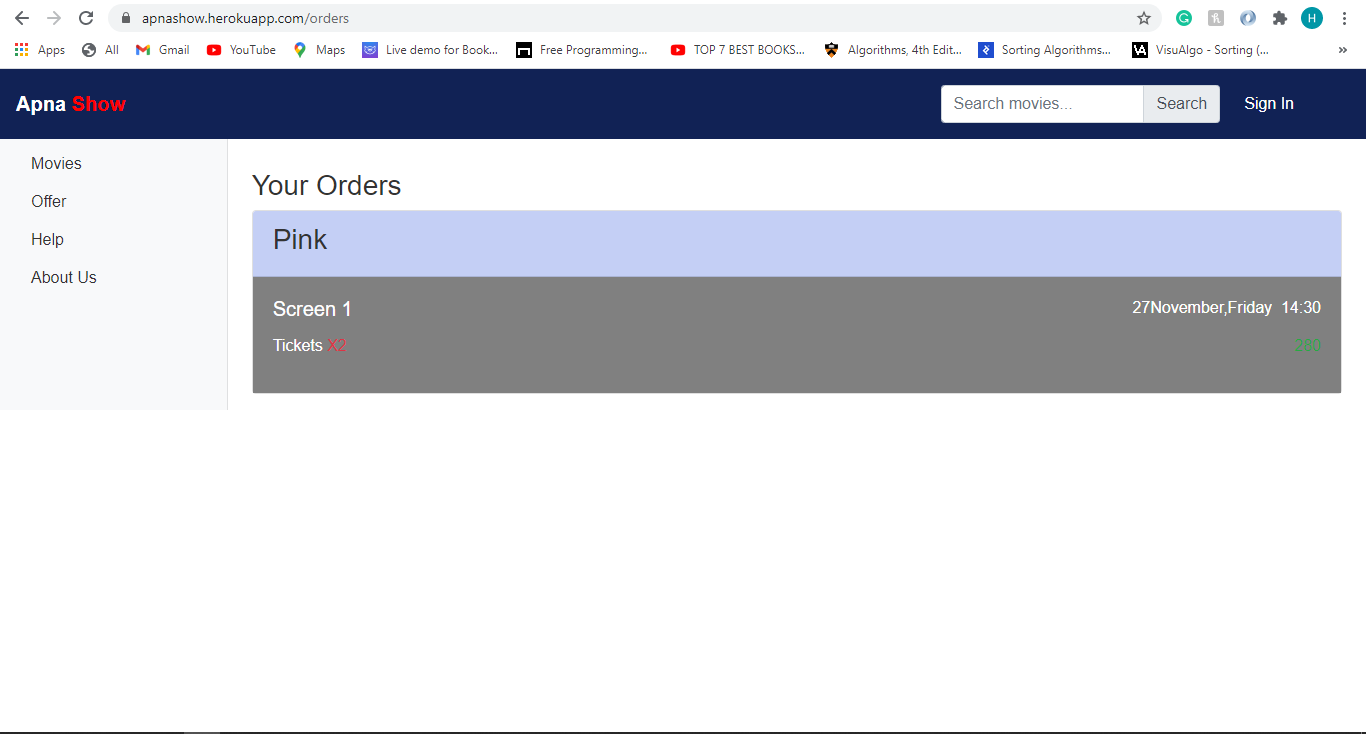 apnashow.herokuapp.com/orders
H
Apps All Gmail YouTube Maps Live demo for Book... Free Programming... TOP 7 BEST BOOKS... Algorithms, 4th Edit... Sorting Algorithms... VisuAlgo - Sorting (... »
Apna Show Search movies... Search Sign In
Movies
Offer
Help
About Us
Your Orders
Pink
Screen 1 27November,Friday 14:30
Tickets X2 280